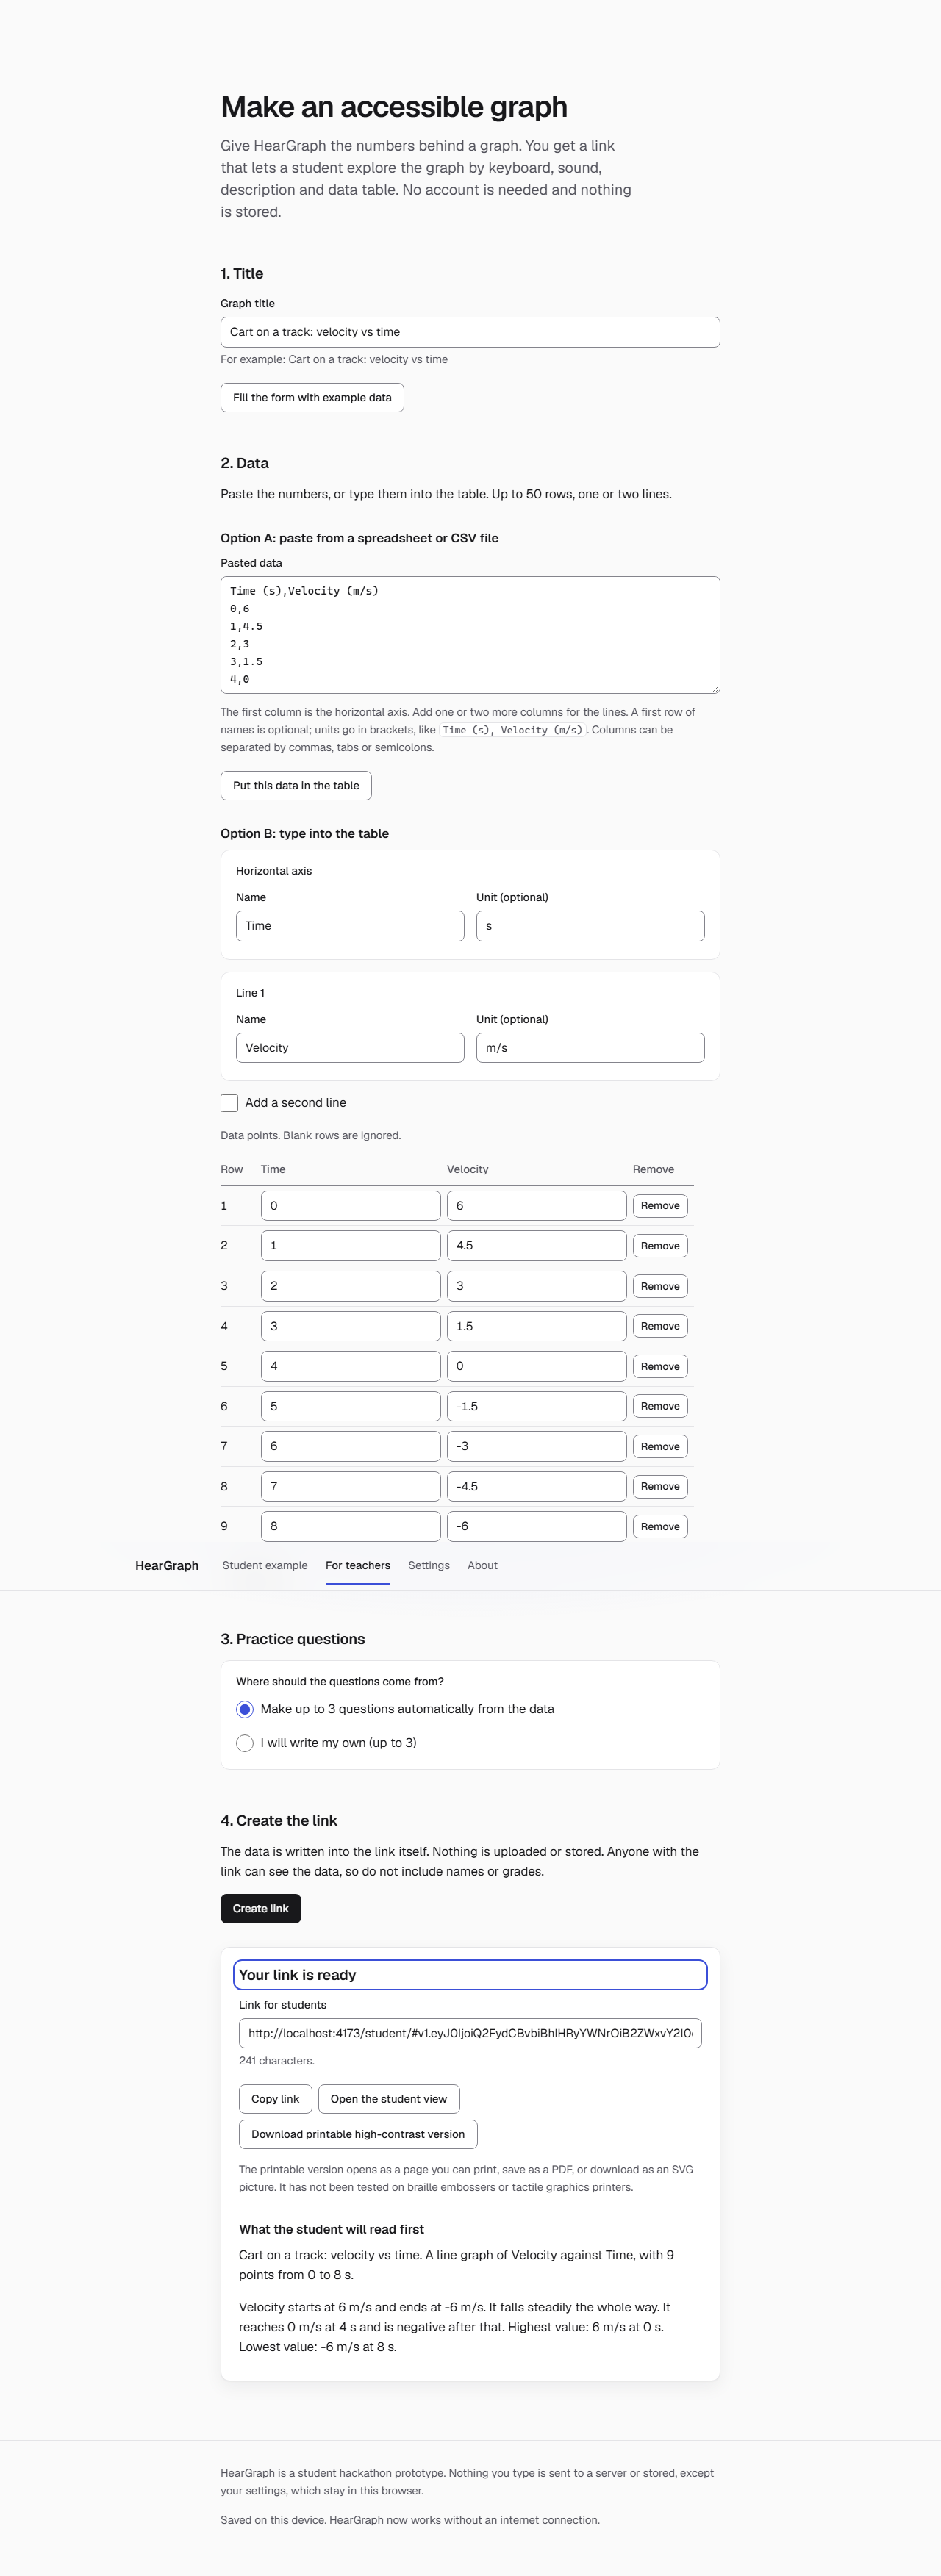 Make an accessible graph
Give HearGraph the numbers behind a graph. You get a link
that lets a student explore the graph by keyboard, sound,
description and data table. No account is needed and nothing
is stored.
1. Title
Graph title
Cart on a track: velocity vs time
For example: Cart on a track: velocity vs time
Fill the form with example data
2. Data
Paste the numbers, or type them into the table. Up to 50 rows, one or two lines.
Option A: paste from a spreadsheet or CSV file
Pasted data
Time (s),Velocity (m/s)
0,6
1,4.5
2,3
3,1.5
4,0
The first column is the horizontal axis. Add one or two more columns for the lines. A first row of
names is optional; units go in brackets, like Time (s), Velocity (m/s). Columns can be
separated by commas, tabs or semicolons.
Put this data in the table
Option B: type into the table
Horizontal axis
Name Unit (optional)
Time s
Line 1
Name Unit (optional)
Velocity m/s
Add a second line
Data points. Blank rows are ignored.
Row Time Velocity Remove
1 0 6 Remove
2 1 4.5 Remove
3 2 3 Remove
4 3 1.5 Remove
5 4 0 Remove
6 5 -1.5 Remove
7 6 -3 Remove
8 7 -4.5 Remove
9 8 -6 Remove
HearGraph Student example For teachers Settings About
3. Practice questions
Where should the questions come from?
Make up to 3 questions automatically from the data
I will write my own (up to 3)
4. Create the link
The data is written into the link itself. Nothing is uploaded or stored. Anyone with the
link can see the data, so do not include names or grades.
Create link
Your link is ready
Link for students
http://localhost:4173/student/#v1.eyJ0IjoiQ2FydCBvbiBhIHRyYWNrOiB2ZWxvY2l0
241 characters.
Copy link Open the student view
Download printable high-contrast version
The printable version opens as a page you can print, save as a PDF, or download as an SVG
picture. It has not been tested on braille embossers or tactile graphics printers.
What the student will read first
Cart on a track: velocity vs time. A line graph of Velocity against Time, with 9
points from 0 to 8 s.
Velocity starts at 6 m/s and ends at -6 m/s. It falls steadily the whole way. It
reaches 0 m/s at 4 s and is negative after that. Highest value: 6 m/s at 0 s.
Lowest value: -6 m/s at 8 s.
HearGraph is a student hackathon prototype. Nothing you type is sent to a server or stored, except
your settings, which stay in this browser.
Saved on this device. HearGraph now works without an internet connection.